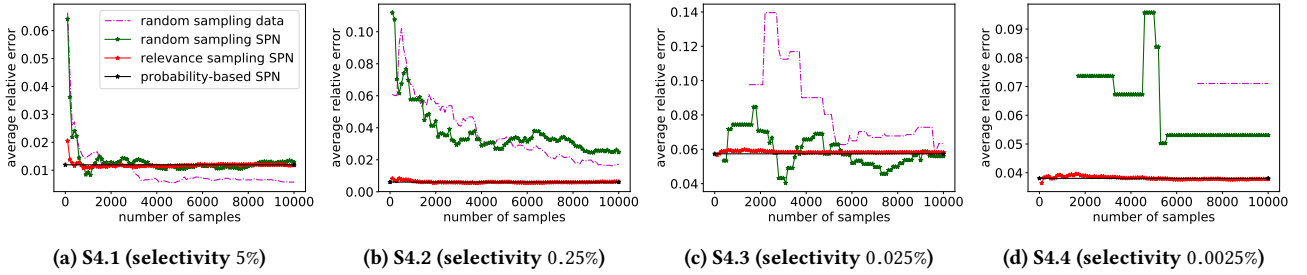 average relative error
0.06
0.05
0.04
0.03
0.02
0.01
random sampling data
random sampling SPN
relevance sampling SPN
probability-based SPN
0 2000 4000 6000 8000 10000
number of samples
(a) S4.1 (selectivity 5%)
average relative error
0.10
0.08
0.06
0.04
0.02
0.00
0 2000 4000 6000 8000 10000
number of samples
(b) S4.2 (selectivity 0.25%)
average relative error
0.14
0.12
0.10
0.08
0.06
0.04
0 2000 4000 6000 8000 10000
number of samples
(c) S4.3 (selectivity 0.025%)
average relative error
0.09
0.08
0.07
0.06
0.05
0.04
0 2000 4000 6000 8000 10000
number of samples
(d) S4.4 (selectivity 0.0025%)